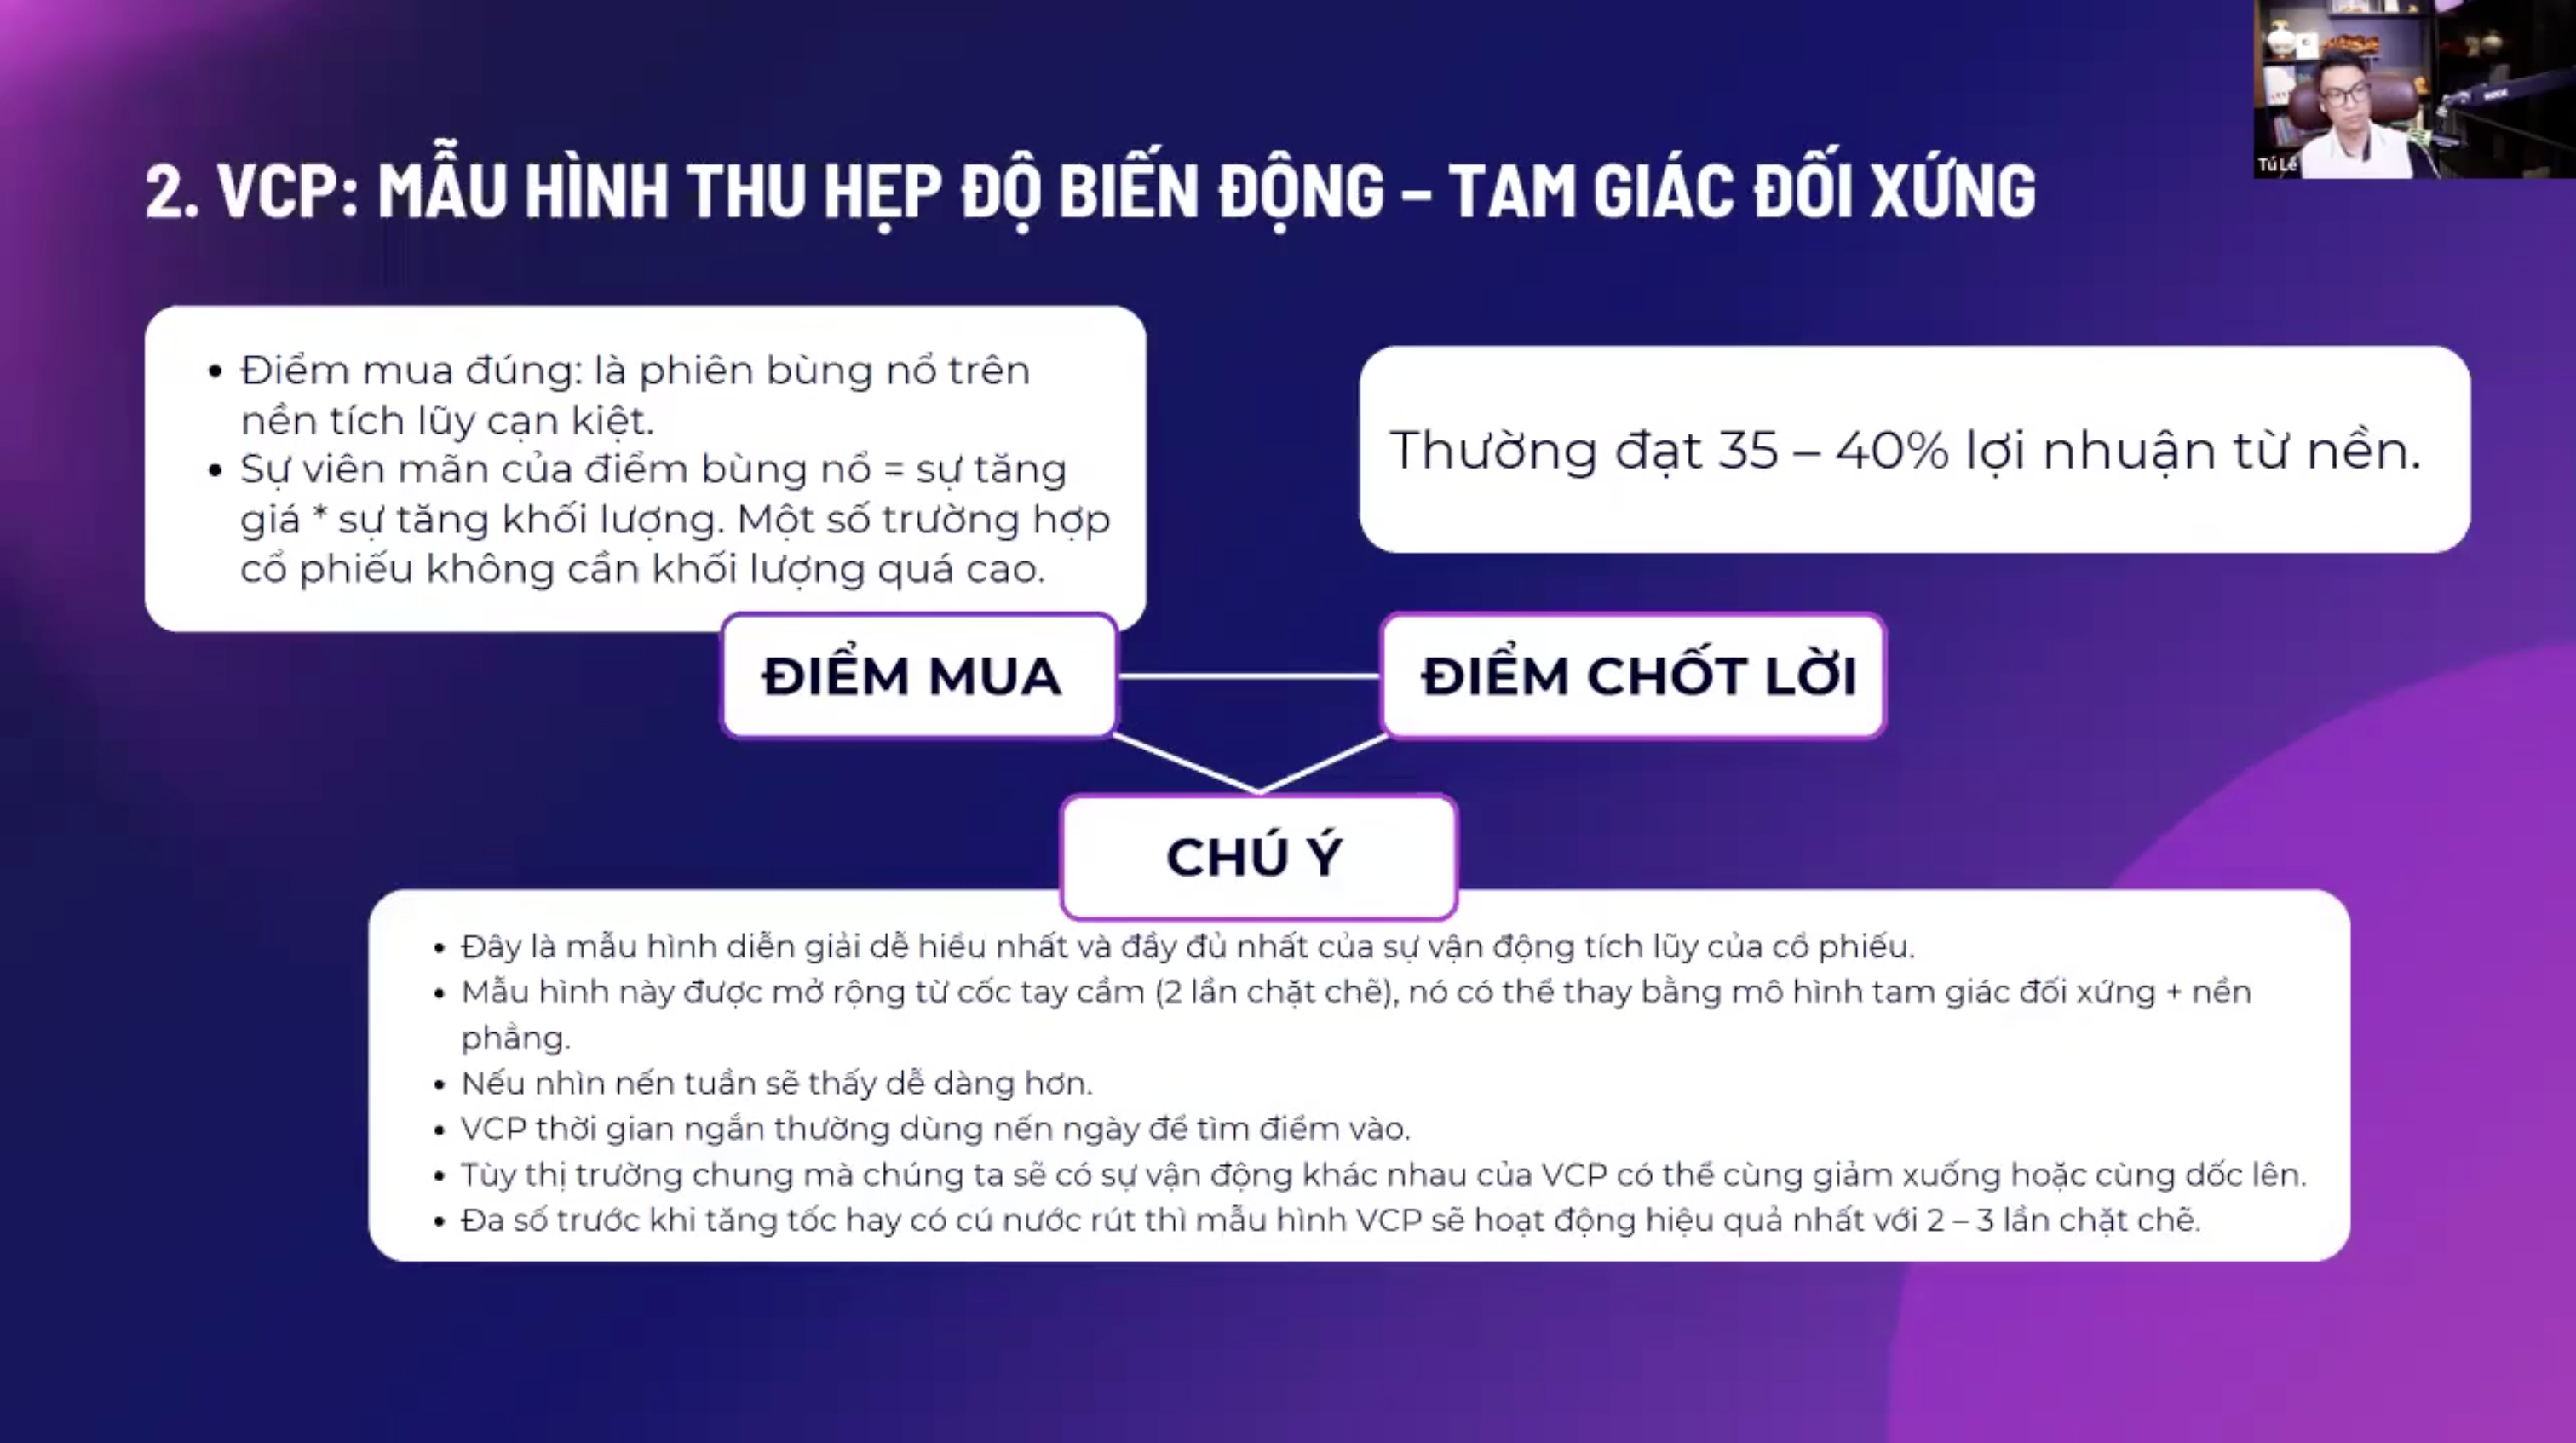 Tú Lê
2. VCP: MẪU HÌNH THU HẸP ĐỘ BIẾN ĐỘNG – TAM GIÁC ĐỐI XỨNG
• Điểm mua đúng: là phiên bùng nổ trên
nền tích lũy cạn kiệt.
• Sự viên mãn của điểm bùng nổ = sự tăng
giá * sự tăng khối lượng. Một số trường hợp
cổ phiếu không cần khối lượng quá cao.
Thường đạt 35 – 40% lợi nhuận từ nền.
ĐIỂM MUA
ĐIỂM CHỐT LỜI
CHÚ Ý
• Đây là mẫu hình diễn giải dễ hiểu nhất và đầy đủ nhất của sự vận động tích lũy của cổ phiếu.
• Mẫu hình này được mở rộng từ cốc tay cầm (2 lần chặt chẽ), nó có thể thay bằng mô hình tam giác đối xứng + nền
phẳng.
• Nếu nhìn nến tuần sẽ thấy dễ dàng hơn.
• VCP thời gian ngắn thường dùng nến ngày để tìm điểm vào.
• Tùy thị trường chung mà chúng ta sẽ có sự vận động khác nhau của VCP có thể cùng giảm xuống hoặc cùng dốc lên.
• Đa số trước khi tăng tốc hay có cú nước rút thì mẫu hình VCP sẽ hoạt động hiệu quả nhất với 2 – 3 lần chặt chẽ.